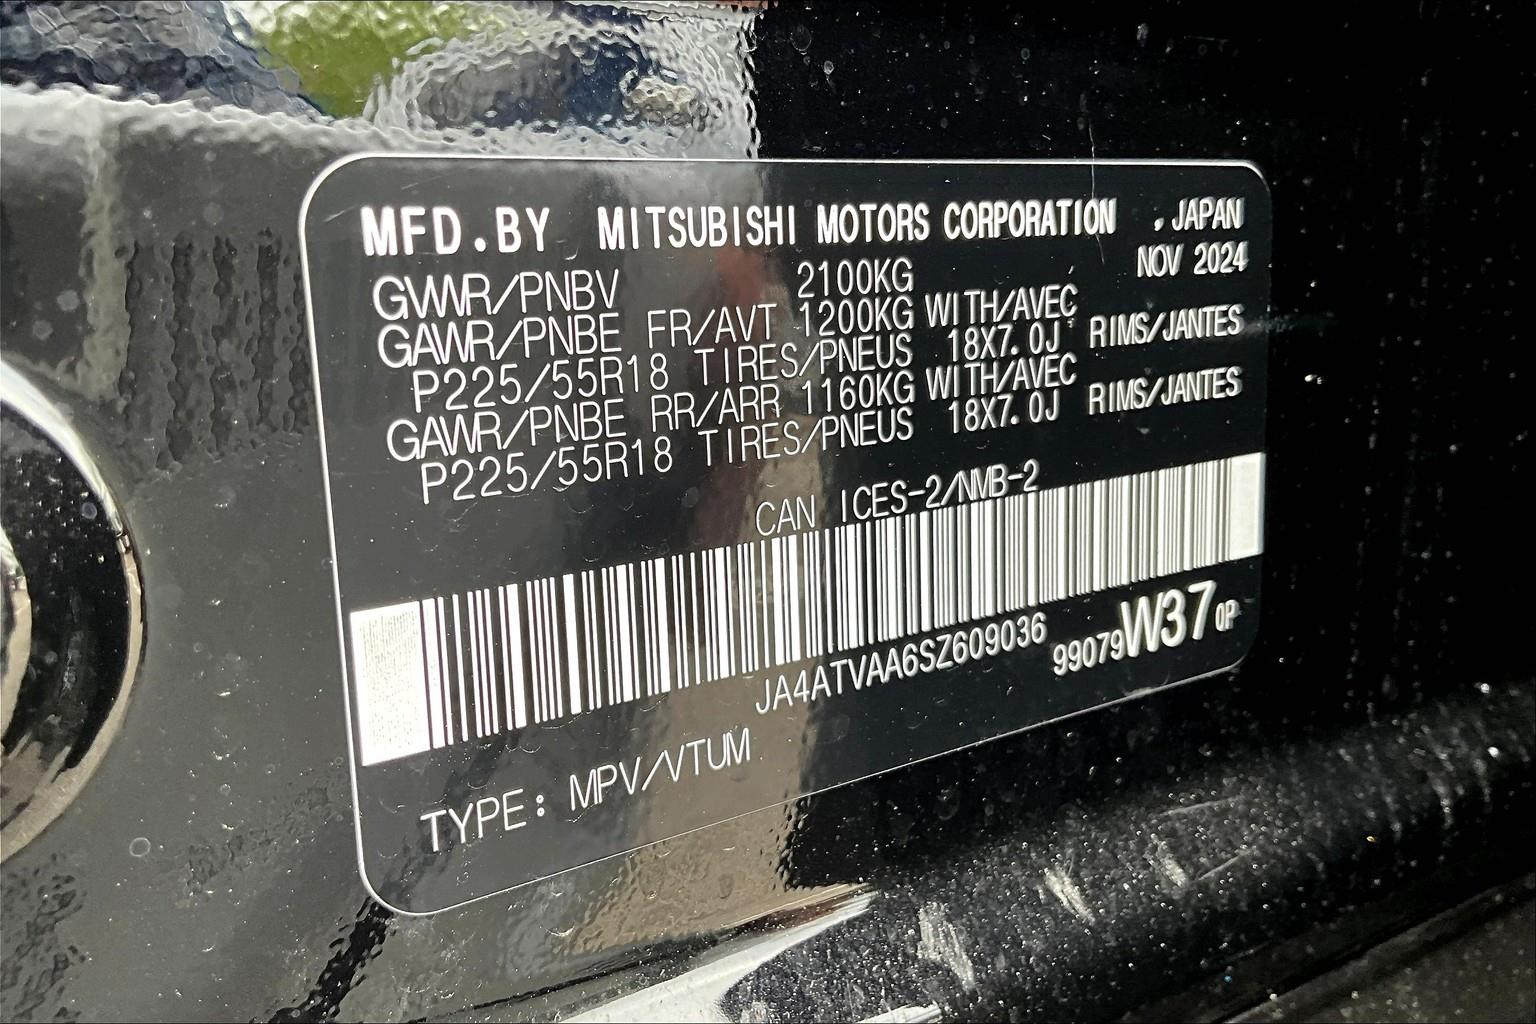 MFD.BY MITSUBISHI MOTORS CORPORATION , JAPAN
NOV 2024
GVWR/PNBV 2100KG
GAWR/PNBE FR/AVT 1200KG WITH/AVEC
P225/55R18 TIRES/PNEUS 18X7.0J RIMS/JANTES
GAWR/PNBE RR/ARR 1160KG WITH/AVEC
P225/55R18 TIRES/PNEUS 18X7.0J RIMS/JANTES
CAN ICES-2/NMB-2
JA4ATVAA6SZ609036 99079W37 0P
TYPE: MPV/VTUM